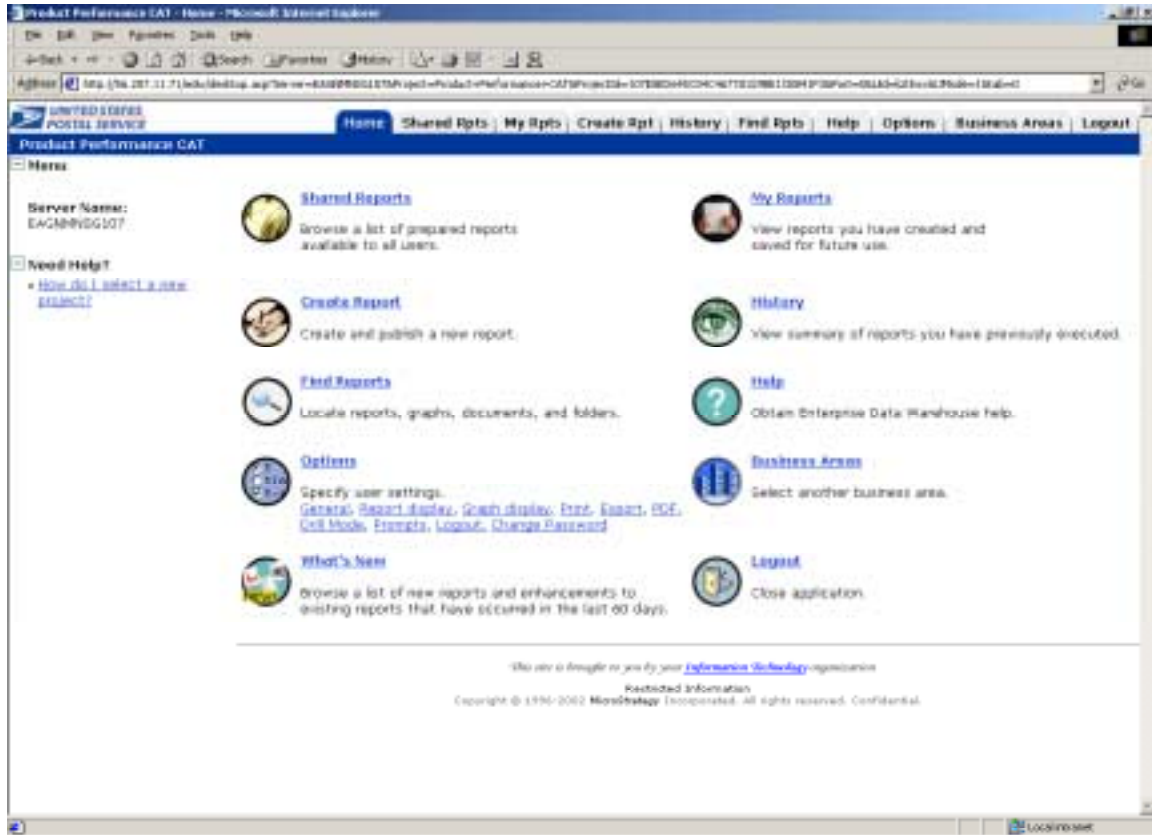 Product Performance CAT - Home - Microsoft Internet Explorer
File Edit View Favorites Tools Help
Back Search Favorites History
Address Go
UNITED STATES
POSTAL SERVICE
Home Shared Rpts My Rpts Create Rpt History Find Rpts Help Options Business Areas Logout
Product Performance CAT
Menu
Server Name:
Need Help?
How do I select a new
project?
Shared Reports
Browse a list of prepared reports
available to all users.
My Reports
View reports you have created and
saved for future use.
Create Report
Create and publish a new report.
History
View summary of reports you have previously executed.
Find Reports
Locate reports, graphs, documents, and folders.
Help
Obtain Enterprise Data Warehouse help.
Options
Specify user settings.
General, Report display, Graph display, Print, Export, PDF,
Drill Mode, Prompts, Logout, Change Password
Business Areas
Select another business area.
What's New
Browse a list of new reports and enhancements to
existing reports that have occurred in the last 60 days.
Logout
Close application.
This site is brought to you by your Information Technology organization
Restricted Information
Copyright © 1996-2002 MicroStrategy Incorporated. All rights reserved. Confidential.
Local intranet